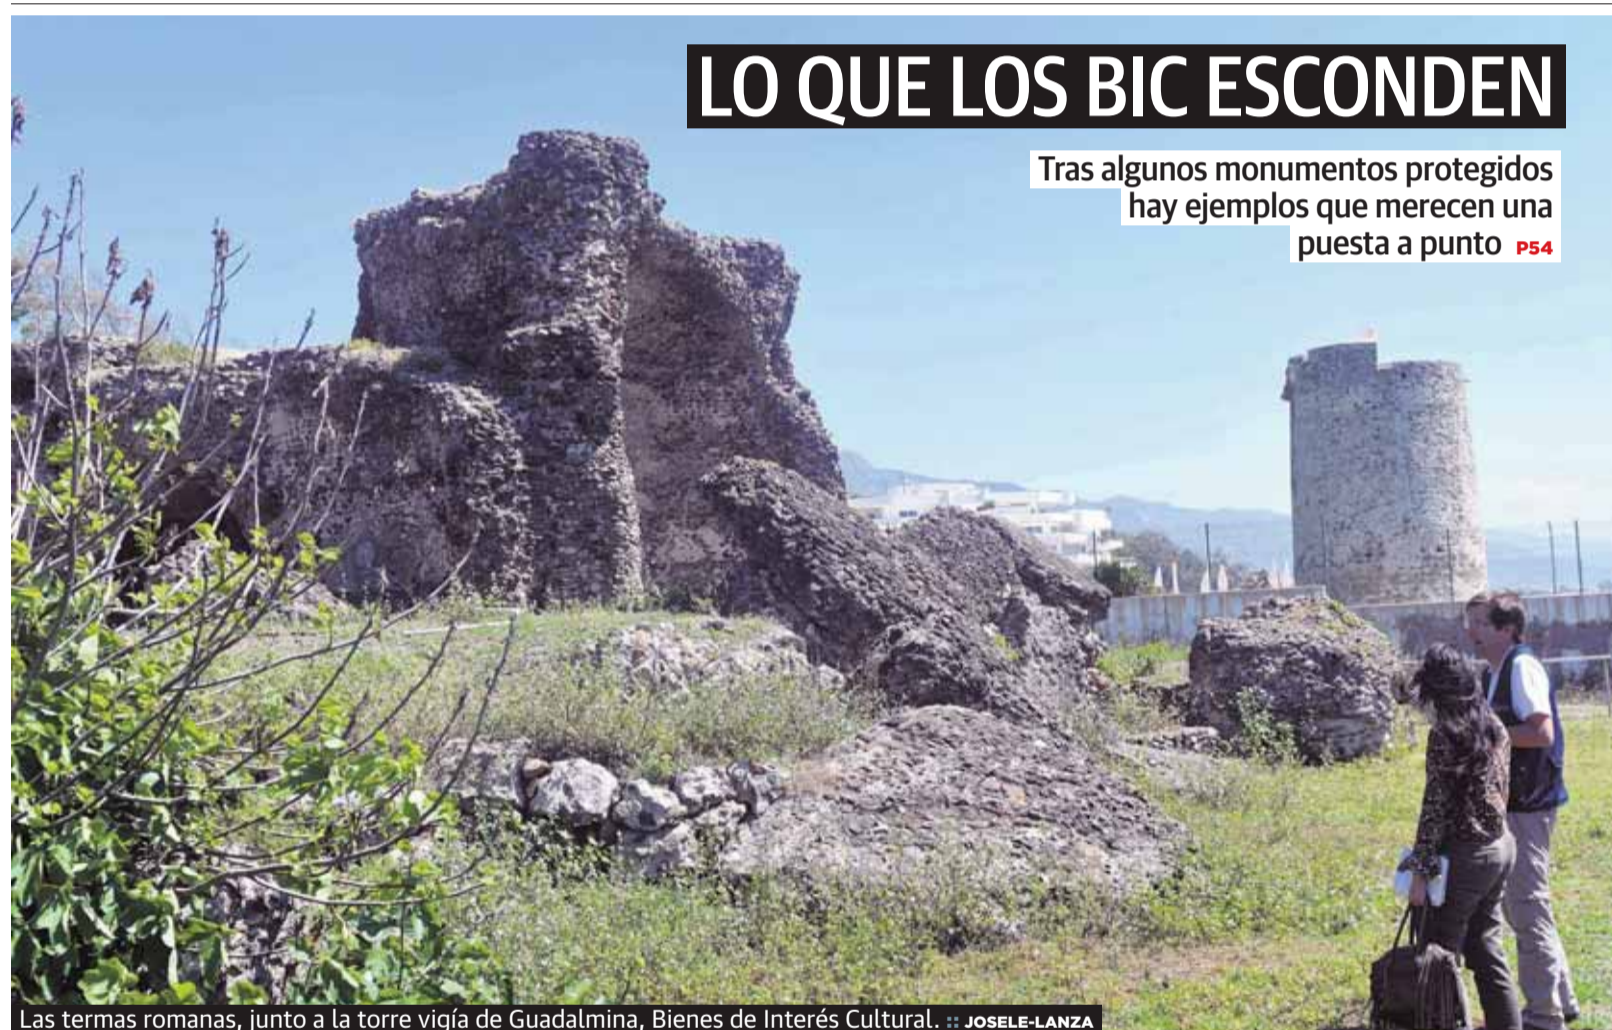 LO QUE LOS BIC ESCONDEN
Tras algunos monumentos protegidos
hay ejemplos que merecen una
puesta a punto P54
Las termas romanas, junto a la torre vigía de Guadalmina, Bienes de Interés Cultural. :: JOSELE-LANZA